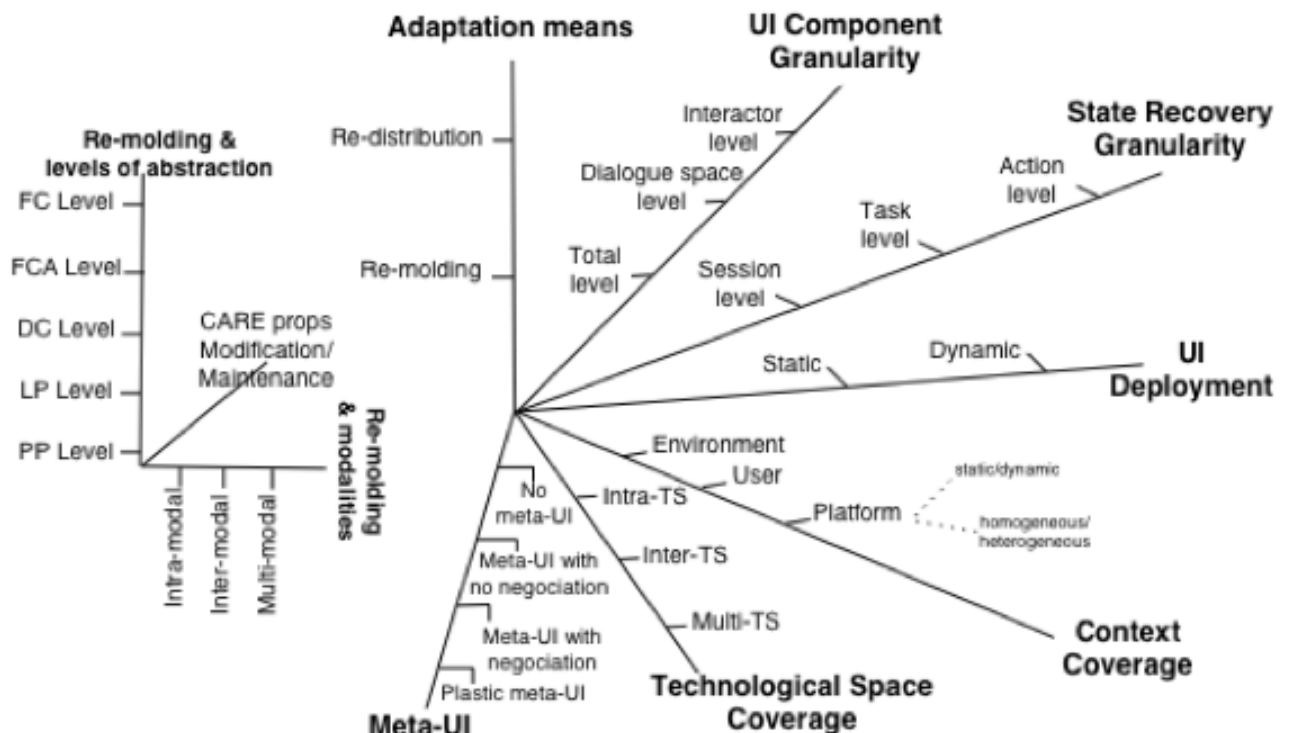 Adaptation means
UI Component
Granularity
Interactor
level
Dialogue space
level
Total
level
State Recovery
Granularity
Action
level
Task
level
Session
level
Re-distribution
Re-molding
Re-molding &
levels of abstraction
FC Level
FCA Level
DC Level
LP Level
PP Level
CARE props
Modification/
Maintenance
Re-molding
& modalities
Intra-modal
Inter-modal
Multi-modal
Static
Dynamic
UI
Deployment
Environment
User
Platform
static/dynamic
homogeneous/
heterogeneous
Context
Coverage
Intra-TS
Inter-TS
Multi-TS
Technological Space
Coverage
No
meta-UI
Meta-UI with
no negociation
Meta-UI with
negociation
Plastic meta-UI
Meta-UI